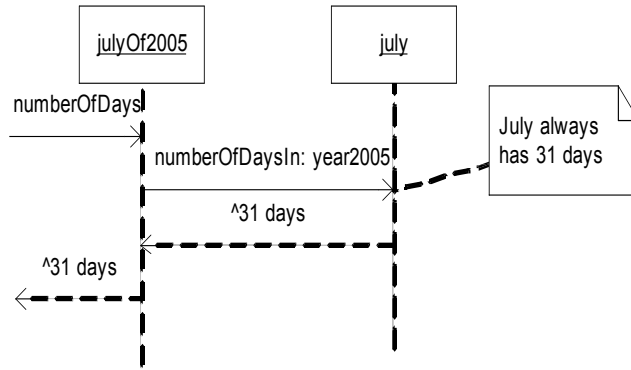 julyOf2005
july
numberOfDays
numberOfDaysIn: year2005
July always
has 31 days
^31 days
^31 days